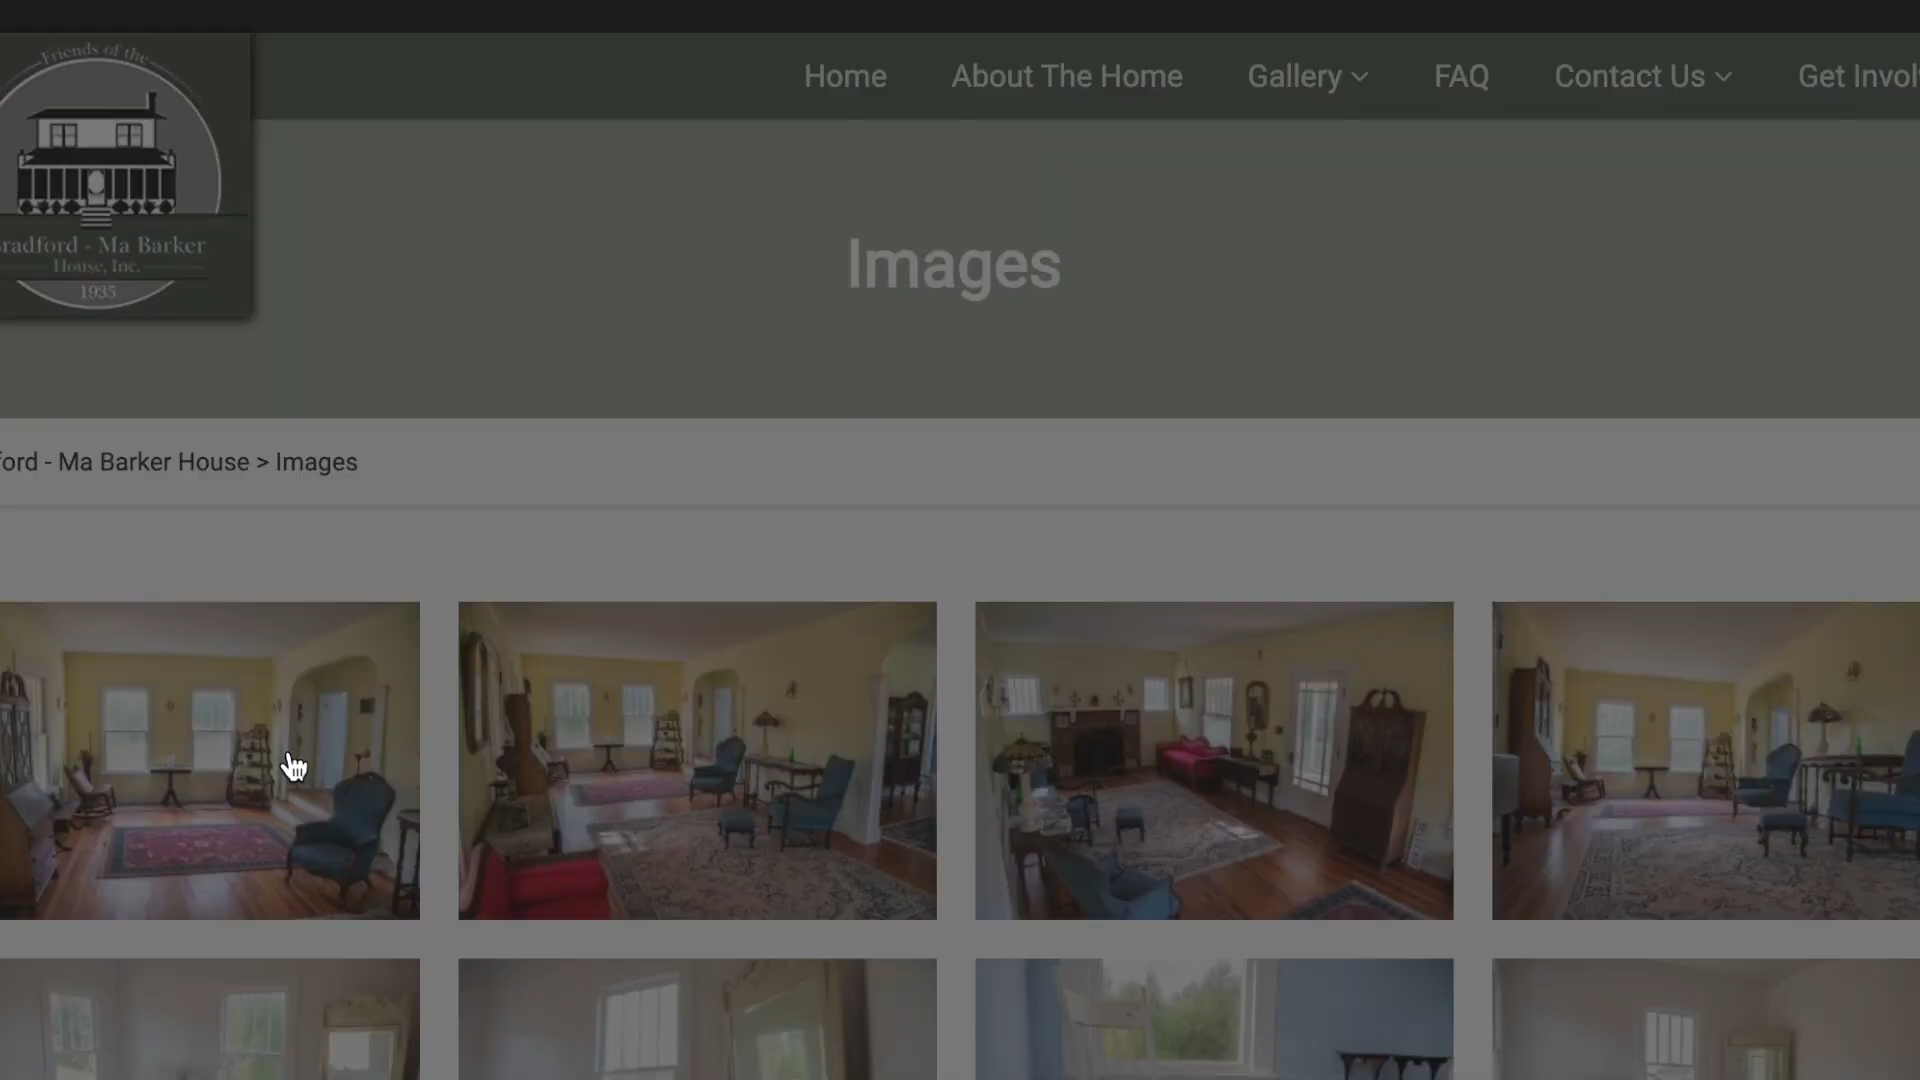 Friends of the
radford - Ma Barker
House, Inc.
1935
Home About The Home Gallery FAQ Contact Us Get Invol
Images
ford - Ma Barker House > Images